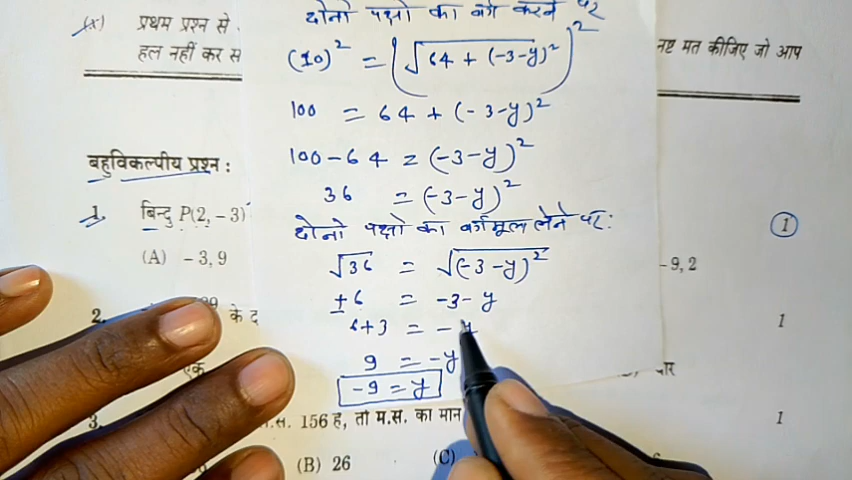 (x) प्रथम प्रश्न से
हल नहीं कर स
नष्ट मत कीजिए जो आप
दोनो पक्षो का वर्ग करने पर
(10)² = (√64 + (-3-y)²)²
100 = 64 + (-3-y)²
100 - 64 = (-3-y)²
36 = (-3-y)²
दोनो पक्षो का वर्गमूल लेने पर:
√36 = √(-3-y)²
±6 = -3-y
6+3 = -y
9 = -y
-9 = y
बहुविकल्पीय प्रश्न :
1. बिन्दु P(2, -3) 1
(A) -3, 9 -9, 2
2. के द 1
एक
3. स. 156 है, तो म.स. का मान 1
(B) 26 (C)